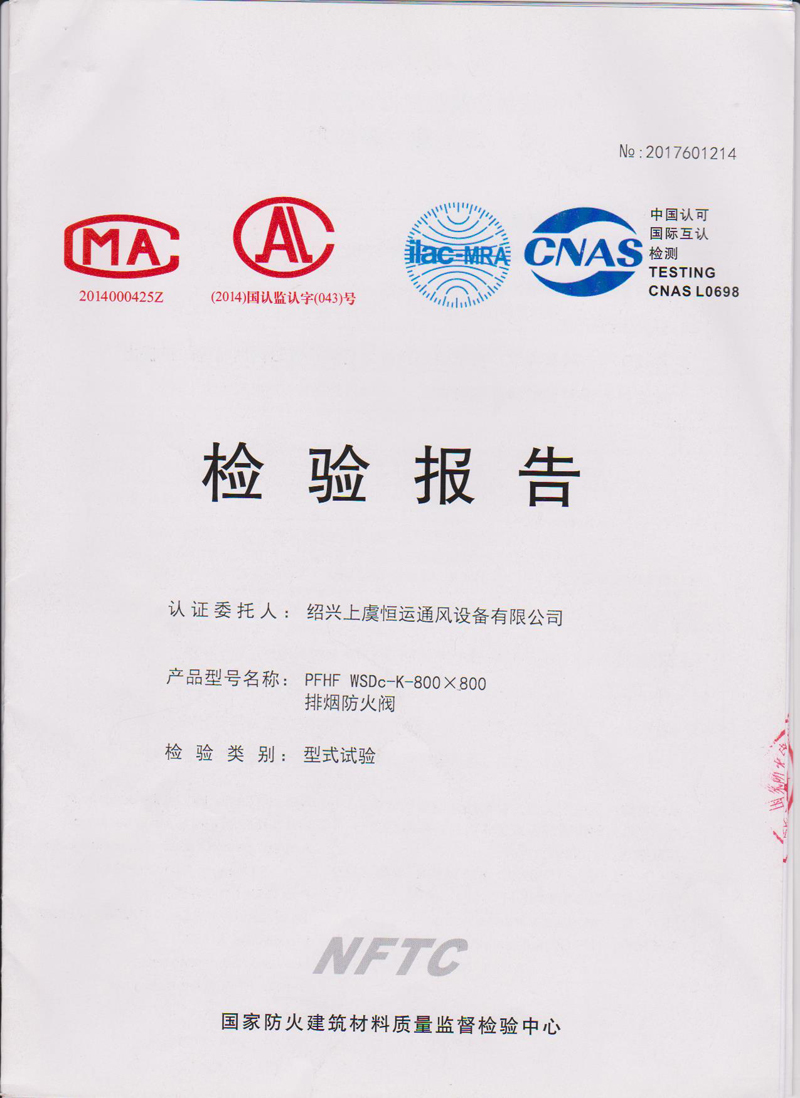 №:2017601214
MA
2014000425Z
AL
(2014)国认监认字(043)号
ilac-MRA
CNAS
中国认可
国际互认
检测
TESTING
CNAS L0698
检验报告
认证委托人：绍兴上虞恒运通风设备有限公司
产品型号名称：PFHF WSDc-K-800×800
排烟防火阀
检验类别：型式试验
NFTC
国家防火建筑材料质量监督检验中心